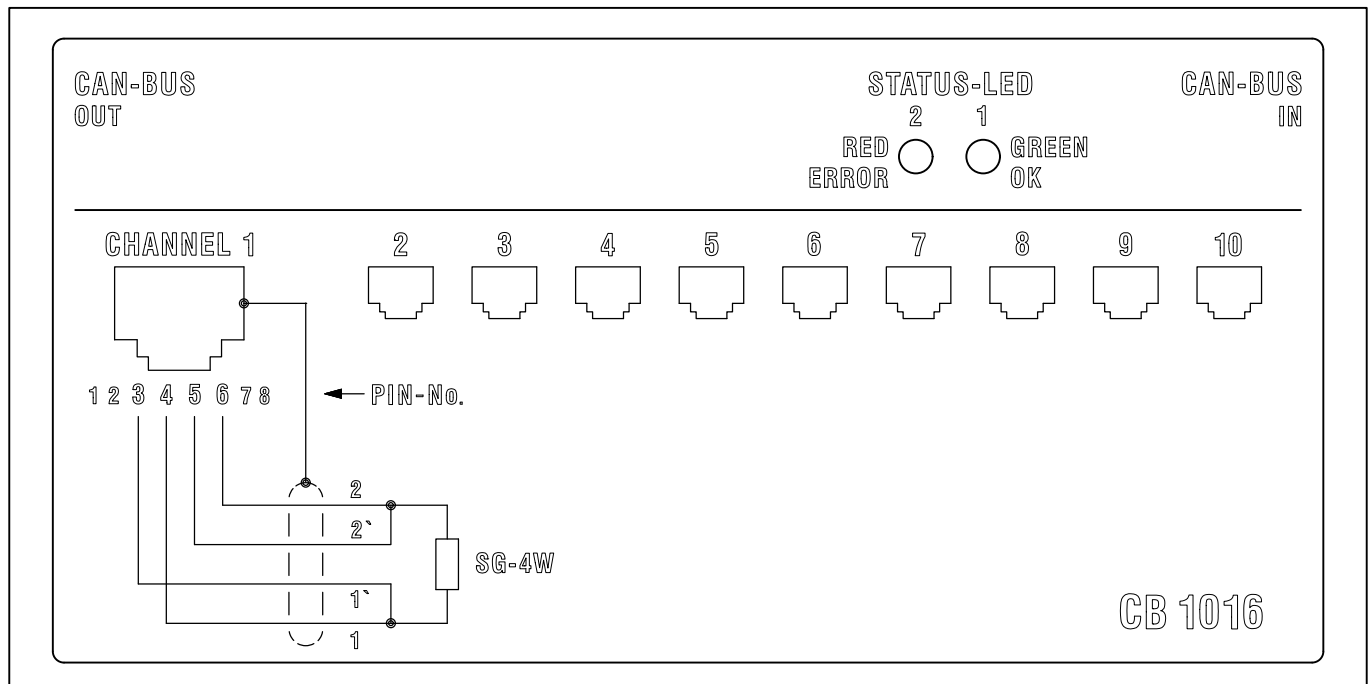 CAN-BUS
OUT
STATUS-LED
2 1
RED
ERROR
GREEN
OK
CAN-BUS
IN
CHANNEL 1 2 3 4 5 6 7 8 9 10
1 2 3 4 5 6 7 8
PIN-No.
2
2`
SG-4W
1`
1
CB 1016